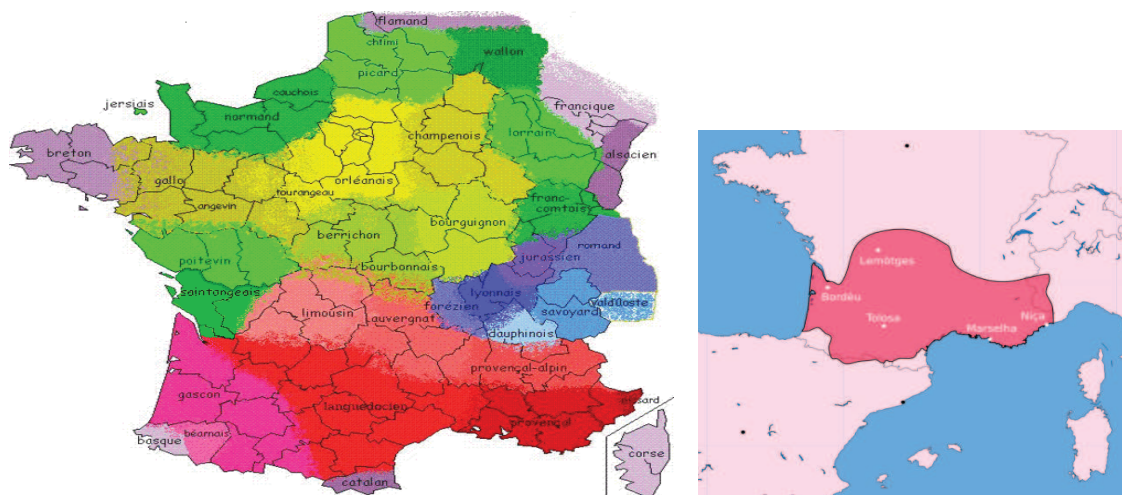 flamand
chtimi
wallon
picard
cauchois
jersiais
normand
francique
champenois
lorrain
alsacien
breton
gallo
orléanais
tourangeau
angevin
franc-
comtois
bourguignon
berrichon
poitevin
romand
jurassien
bourbonnais
saintongeais
lyonnais
forézien
valdôtaste
savoyard
limousin
auvergnat
dauphinois
provençal-alpin
gascon
nissard
languedocien
provençal
basque
béarnais
corse
catalan
Lemòtges
Bordèu
Tolosa
Marselha
Niça